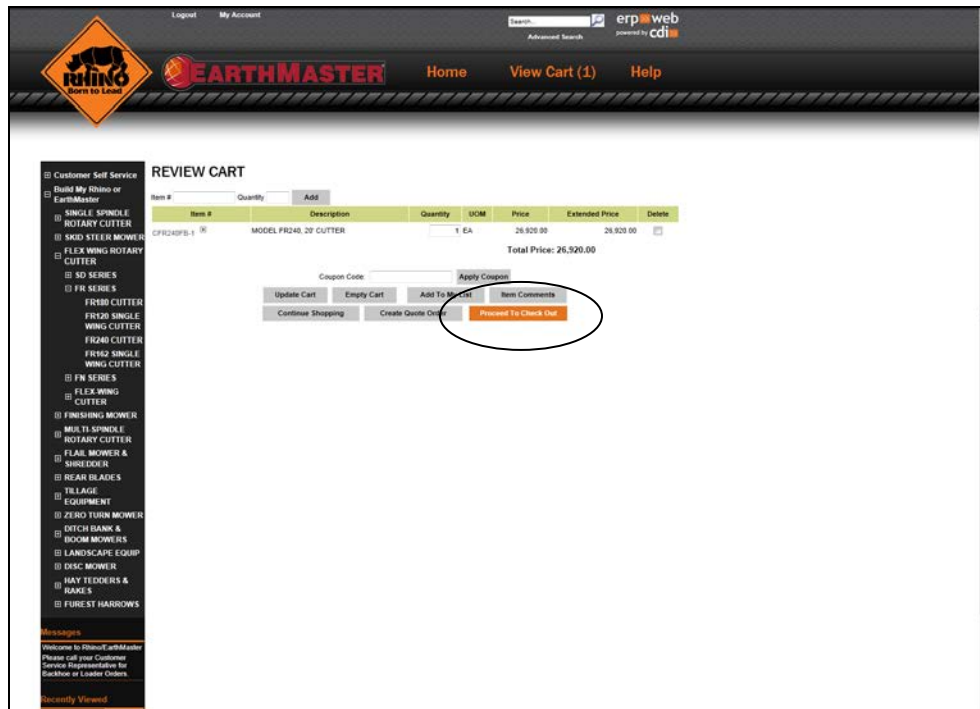 Logout My Account
Search...
Advanced Search
erp web
powered by cdi
RHINO
Born to Lead
EARTHMASTER
Home View Cart (1) Help
REVIEW CART
Item # Quantity Add
Item # Description Quantity UOM Price Extended Price Delete
CFR240FB-1 MODEL FR240, 20' CUTTER 1 EA 26,920.00 26,920.00
Total Price: 26,920.00
Coupon Code: Apply Coupon
Update Cart Empty Cart Add To My List Item Comments
Continue Shopping Create Quote Order Proceed To Check Out
Customer Self Service
Build My Rhino or
EarthMaster
SINGLE SPINDLE
ROTARY CUTTER
SKID STEER MOWER
FLEX WING ROTARY
CUTTER
SD SERIES
FR SERIES
FR180 CUTTER
FR120 SINGLE
WING CUTTER
FR240 CUTTER
FR162 SINGLE
WING CUTTER
FN SERIES
FLEX-WING
CUTTER
FINISHING MOWER
MULTI-SPINDLE
ROTARY CUTTER
FLAIL MOWER &
SHREDDER
REAR BLADES
TILLAGE
EQUIPMENT
ZERO TURN MOWER
DITCH BANK &
BOOM MOWERS
LANDSCAPE EQUIP
DISC MOWER
HAY TEDDERS &
RAKES
FUREST HARROWS
Messages
Welcome to Rhino/EarthMaster
Please call your Customer
Service Representative for
Backhoe or Loader Orders.
Recently Viewed